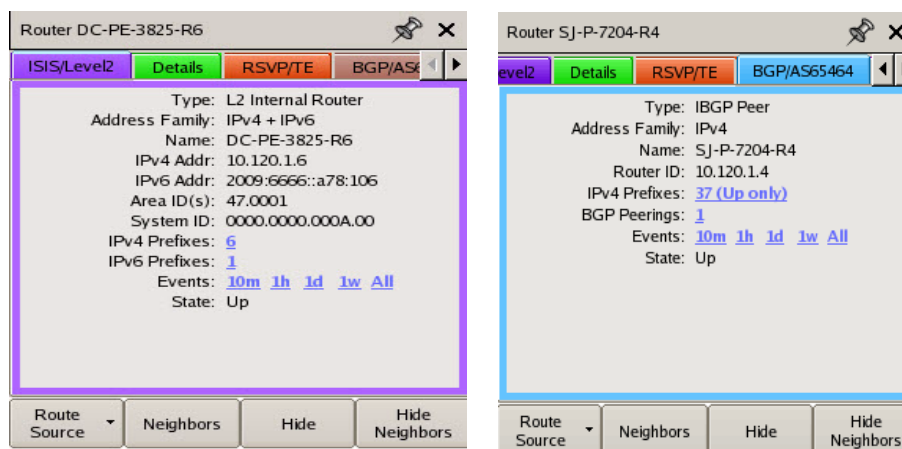 Router DC-PE-3825-R6
ISIS/Level2 Details RSVP/TE BGP/AS6
Type: L2 Internal Router
Address Family: IPv4 + IPv6
Name: DC-PE-3825-R6
IPv4 Addr: 10.120.1.6
IPv6 Addr: 2009:6666::a78:106
Area ID(s): 47.0001
System ID: 0000.0000.000A.00
IPv4 Prefixes: 6
IPv6 Prefixes: 1
Events: 10m 1h 1d 1w All
State: Up
Route Source Neighbors Hide Hide Neighbors
Router SJ-P-7204-R4
evel2 Details RSVP/TE BGP/AS65464
Type: IBGP Peer
Address Family: IPv4
Name: SJ-P-7204-R4
Router ID: 10.120.1.4
IPv4 Prefixes: 37 (Up only)
BGP Peerings: 1
Events: 10m 1h 1d 1w All
State: Up
Route Source Neighbors Hide Hide Neighbors